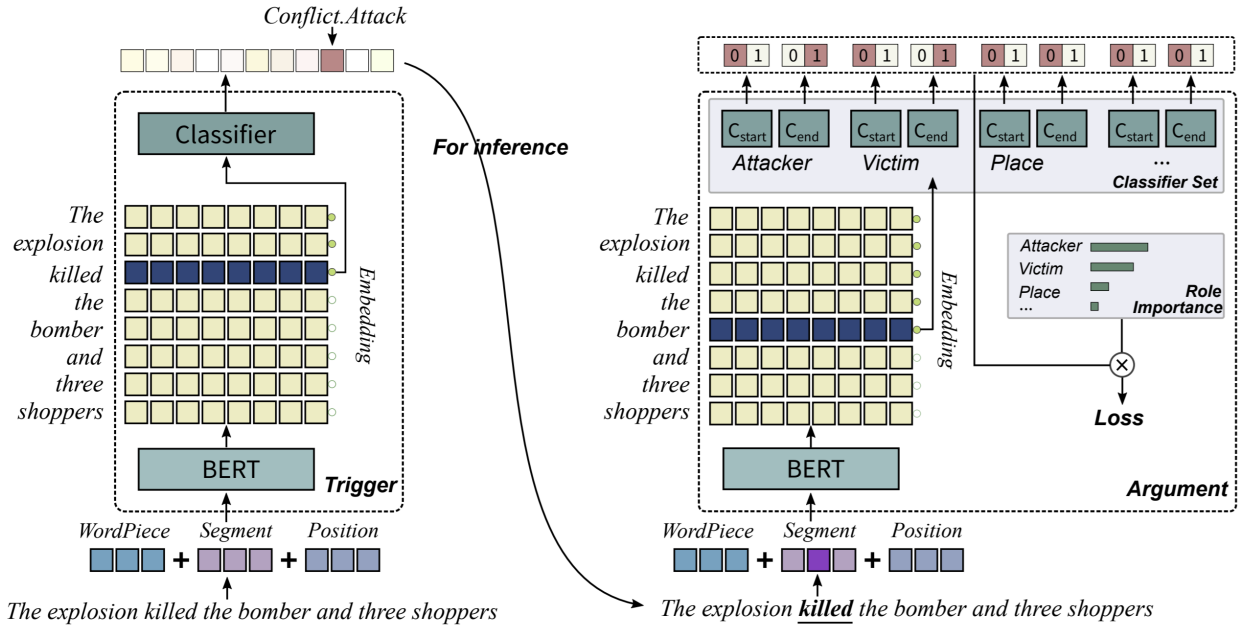 Conflict.Attack
Classifier
The
explosion
killed
the
bomber
and
three
shoppers
Embedding
BERT
Trigger
WordPiece Segment Position
+ +
The explosion killed the bomber and three shoppers
For inference
0 1 0 1 0 1 0 1 0 1 0 1 0 1 0 1
Cstart Cend Cstart Cend Cstart Cend Cstart Cend
Attacker Victim Place ...
Classifier Set
The
explosion
killed
the
bomber
and
three
shoppers
Embedding
Attacker
Victim
Place
...
Role
Importance
×
Loss
BERT
Argument
WordPiece Segment Position
+ +
The explosion killed the bomber and three shoppers